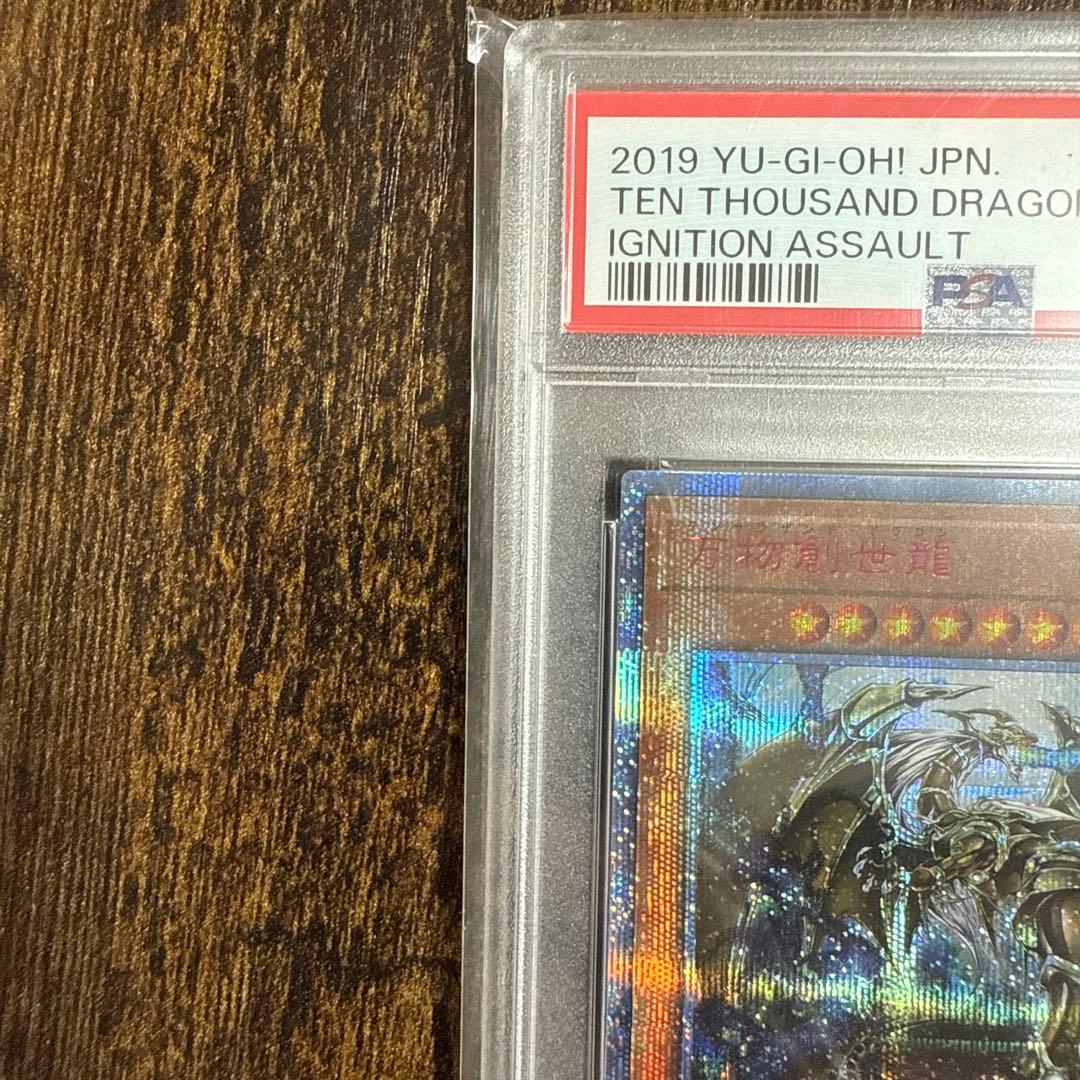 2019 YU-GI-OH! JPN.
TEN THOUSAND DRAGON
IGNITION ASSAULT
PSA
万物創世龍